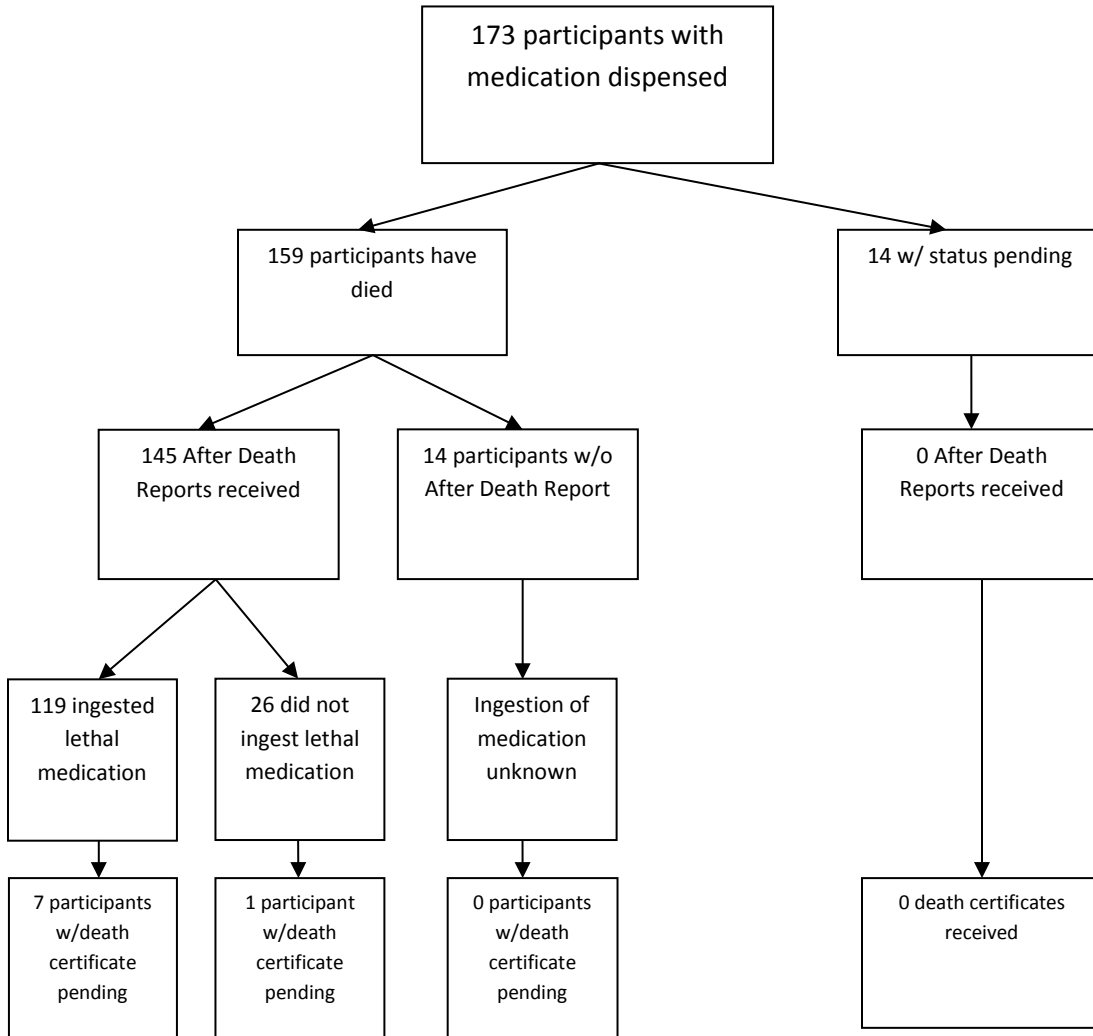 173 participants with
medication dispensed
159 participants have
died
14 w/ status pending
145 After Death
Reports received
14 participants w/o
After Death Report
0 After Death
Reports received
119 ingested
lethal
medication
26 did not
ingest lethal
medication
Ingestion of
medication
unknown
7 participants
w/death
certificate
pending
1 participant
w/death
certificate
pending
0 participants
w/death
certificate
pending
0 death certificates
received